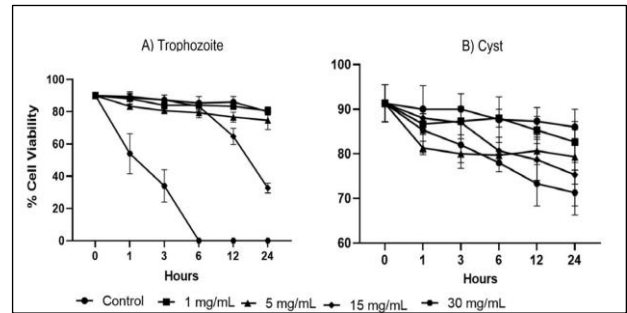 A) Trophozoite
B) Cyst
% Cell Viability
100
80
60
40
20
0
0 1 3 6 12 24
Hours
100
90
80
70
60
0 1 3 6 12 24
Hours
Control 1 mg/mL 5 mg/mL 15 mg/mL 30 mg/mL